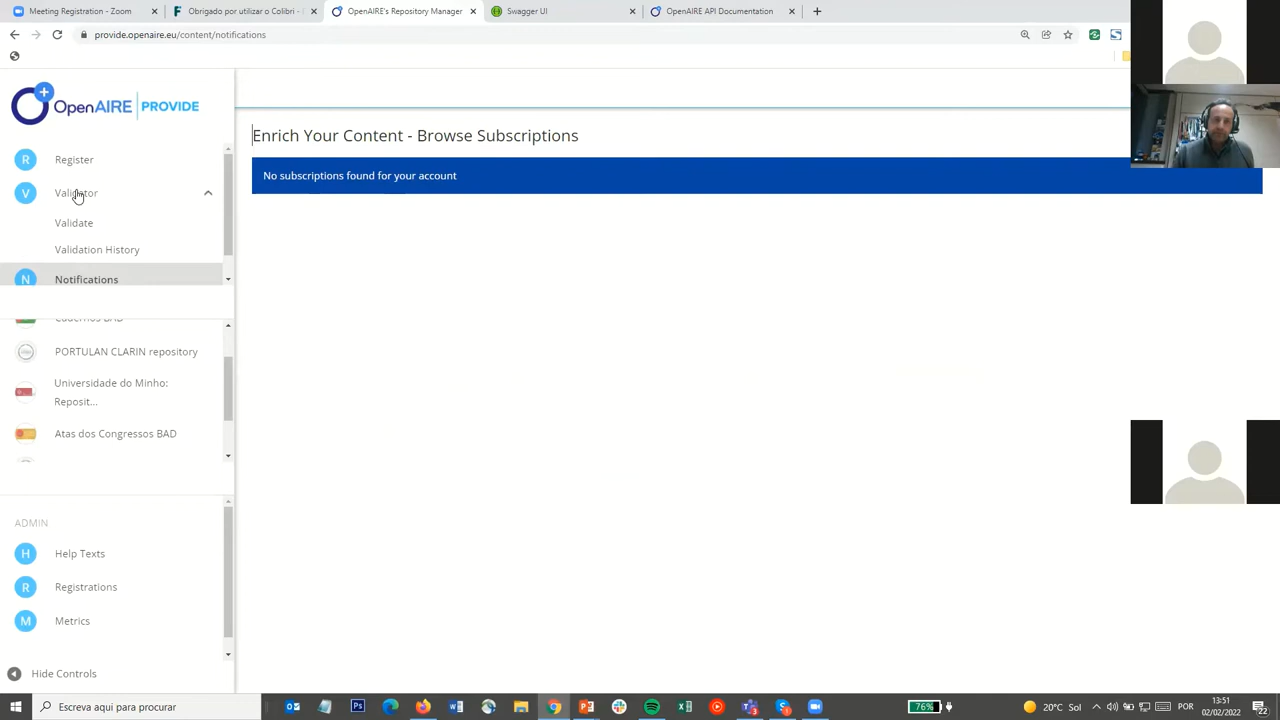 Meeting Registration - Zoom
Obrigado por utilizar o Colibri -
OpenAIRE's Repository Manager
Swagger UI
OpenAIRE API Documentation
provide.openaire.eu/content/notifications
OpenAIRE PROVIDE
Enrich Your Content - Browse Subscriptions
No subscriptions found for your account
R Register
V Validator
Validate
Validation History
N Notifications
Cadernos BAD
PORTULAN CLARIN repository
Universidade do Minho:
Reposit...
Atas dos Congressos BAD
ADMIN
H Help Texts
R Registrations
M Metrics
Hide Controls
Escreva aqui para procurar
76%
20°C Sol
POR
13:51
02/02/2022
22